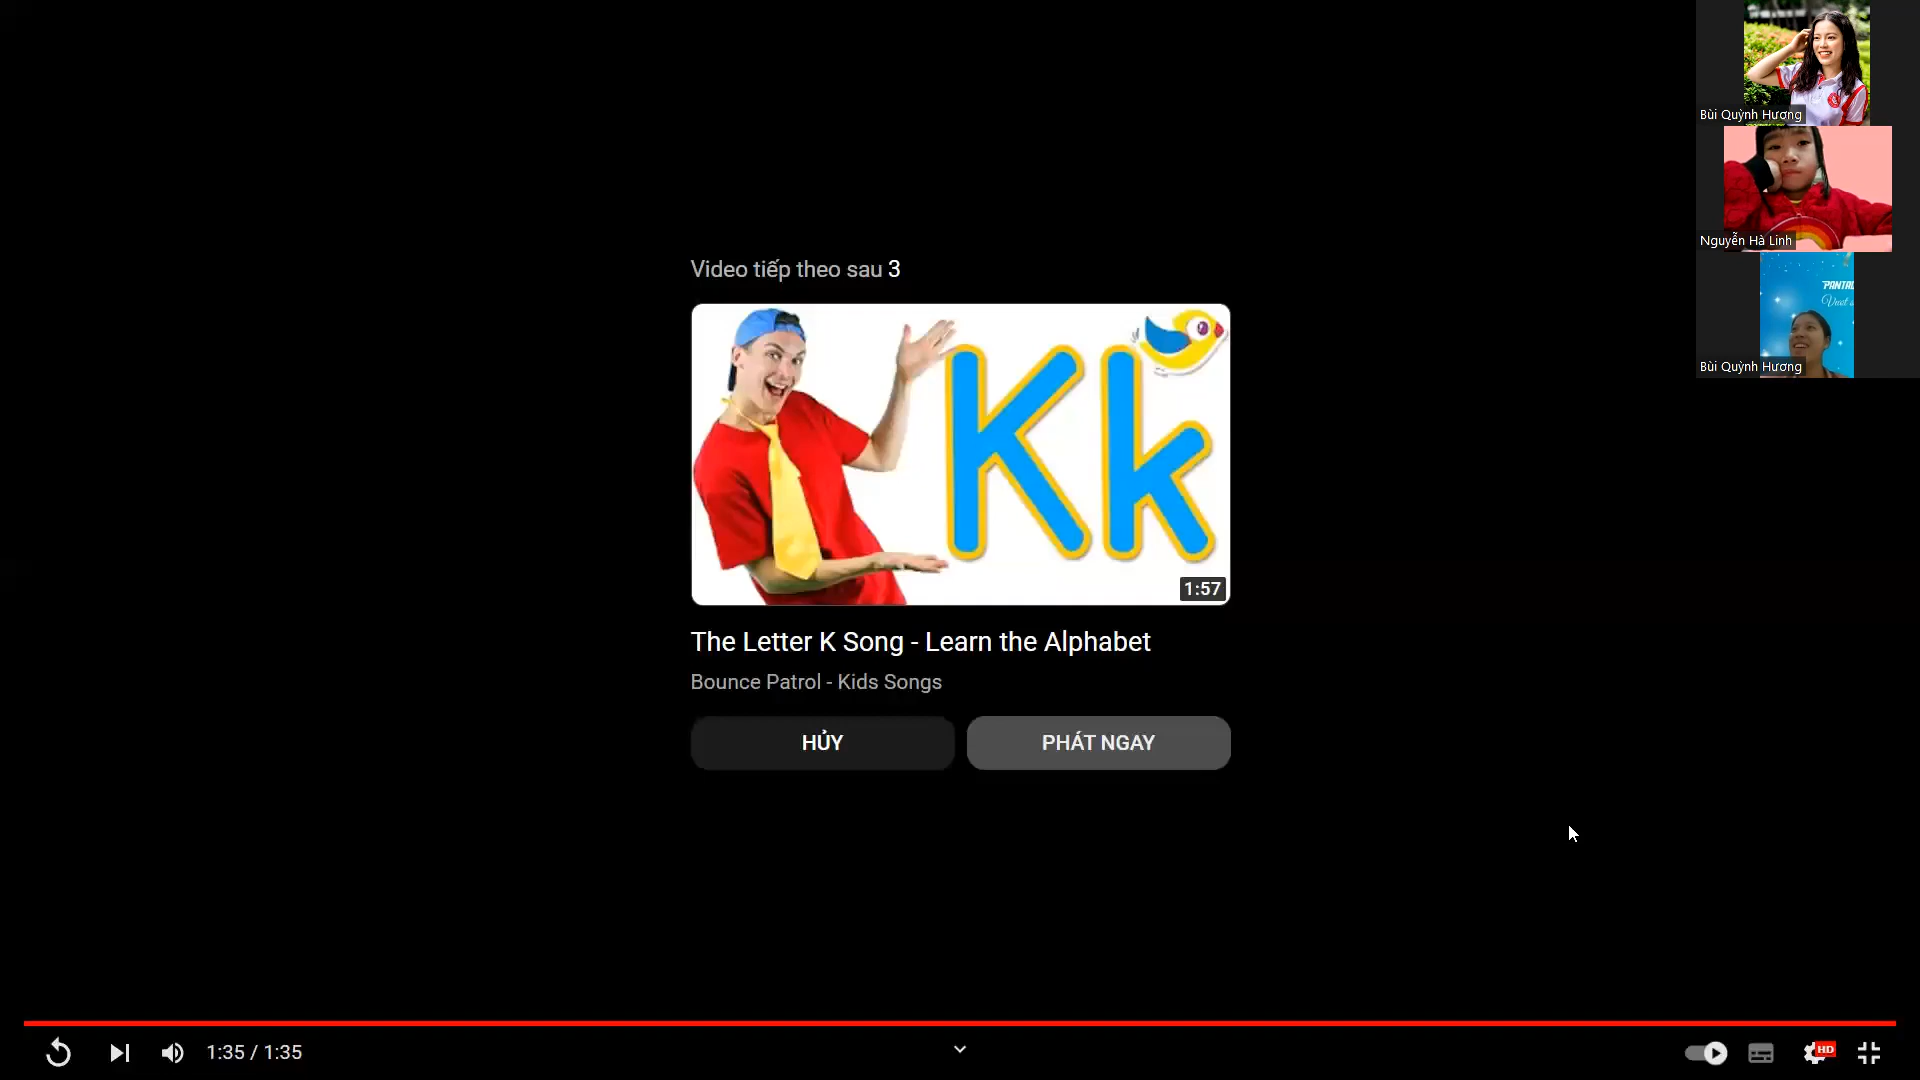 Bùi Quỳnh Hương
Nguyễn Hà Linh
Bùi Quỳnh Hương
Video tiếp theo sau 3
Kk
1:57
The Letter K Song - Learn the Alphabet
Bounce Patrol - Kids Songs
HỦY
PHÁT NGAY
1:35 / 1:35
HD